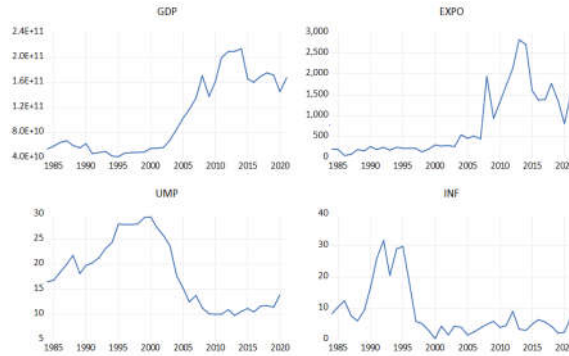 GDP
2.4E+11
2.0E+11
1.6E+11
1.2E+11
8.0E+10
4.0E+10
1985 1990 1995 2000 2005 2010 2015 2020
EXPO
3,000
2,500
2,000
1,500
1,000
500
0
1985 1990 1995 2000 2005 2010 2015 2020
UMP
30
25
20
15
10
5
1985 1990 1995 2000 2005 2010 2015 2020
INF
40
30
20
10
0
1985 1990 1995 2000 2005 2010 2015 2020